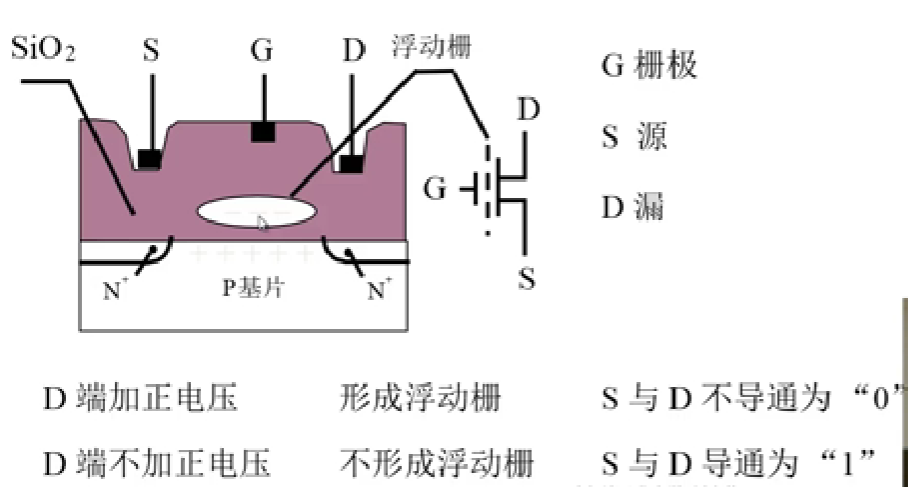 SiO2 S G D 浮动栅
G 栅极
D
S 源
G
D 漏
S
N+ P基片 N+
D 端加正电压 形成浮动栅 S 与 D 不导通为 “0”
D 端不加正电压 不形成浮动栅 S 与 D 导通为 “1”